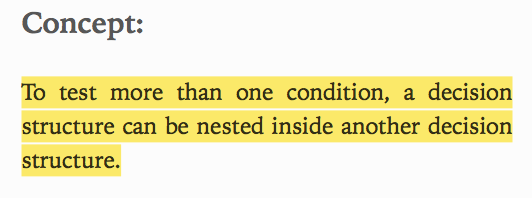 Concept:
To test more than one condition, a decision
structure can be nested inside another decision
structure.